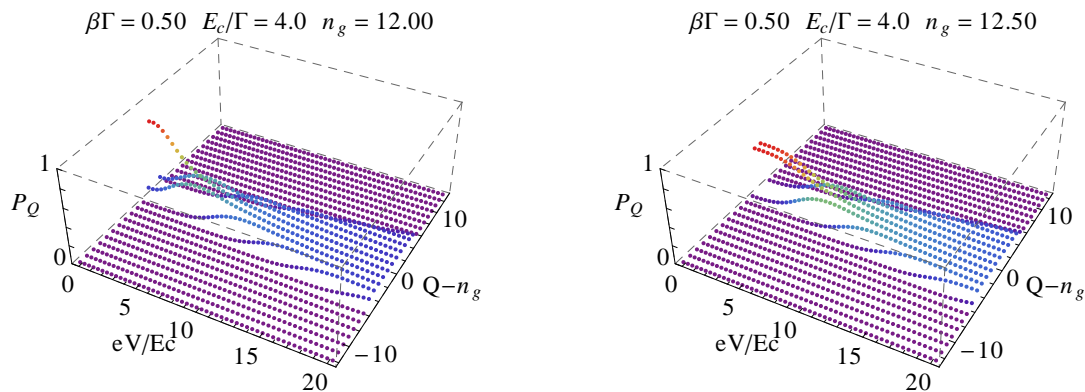 βΓ = 0.50 E_c/Γ = 4.0 n_g = 12.00
1
P_Q
0
0
5
10
15
20
eV/Ec
−10
0
10
Q−n_g
βΓ = 0.50 E_c/Γ = 4.0 n_g = 12.50
1
P_Q
0
0
5
10
15
20
eV/Ec
−10
0
10
Q−n_g